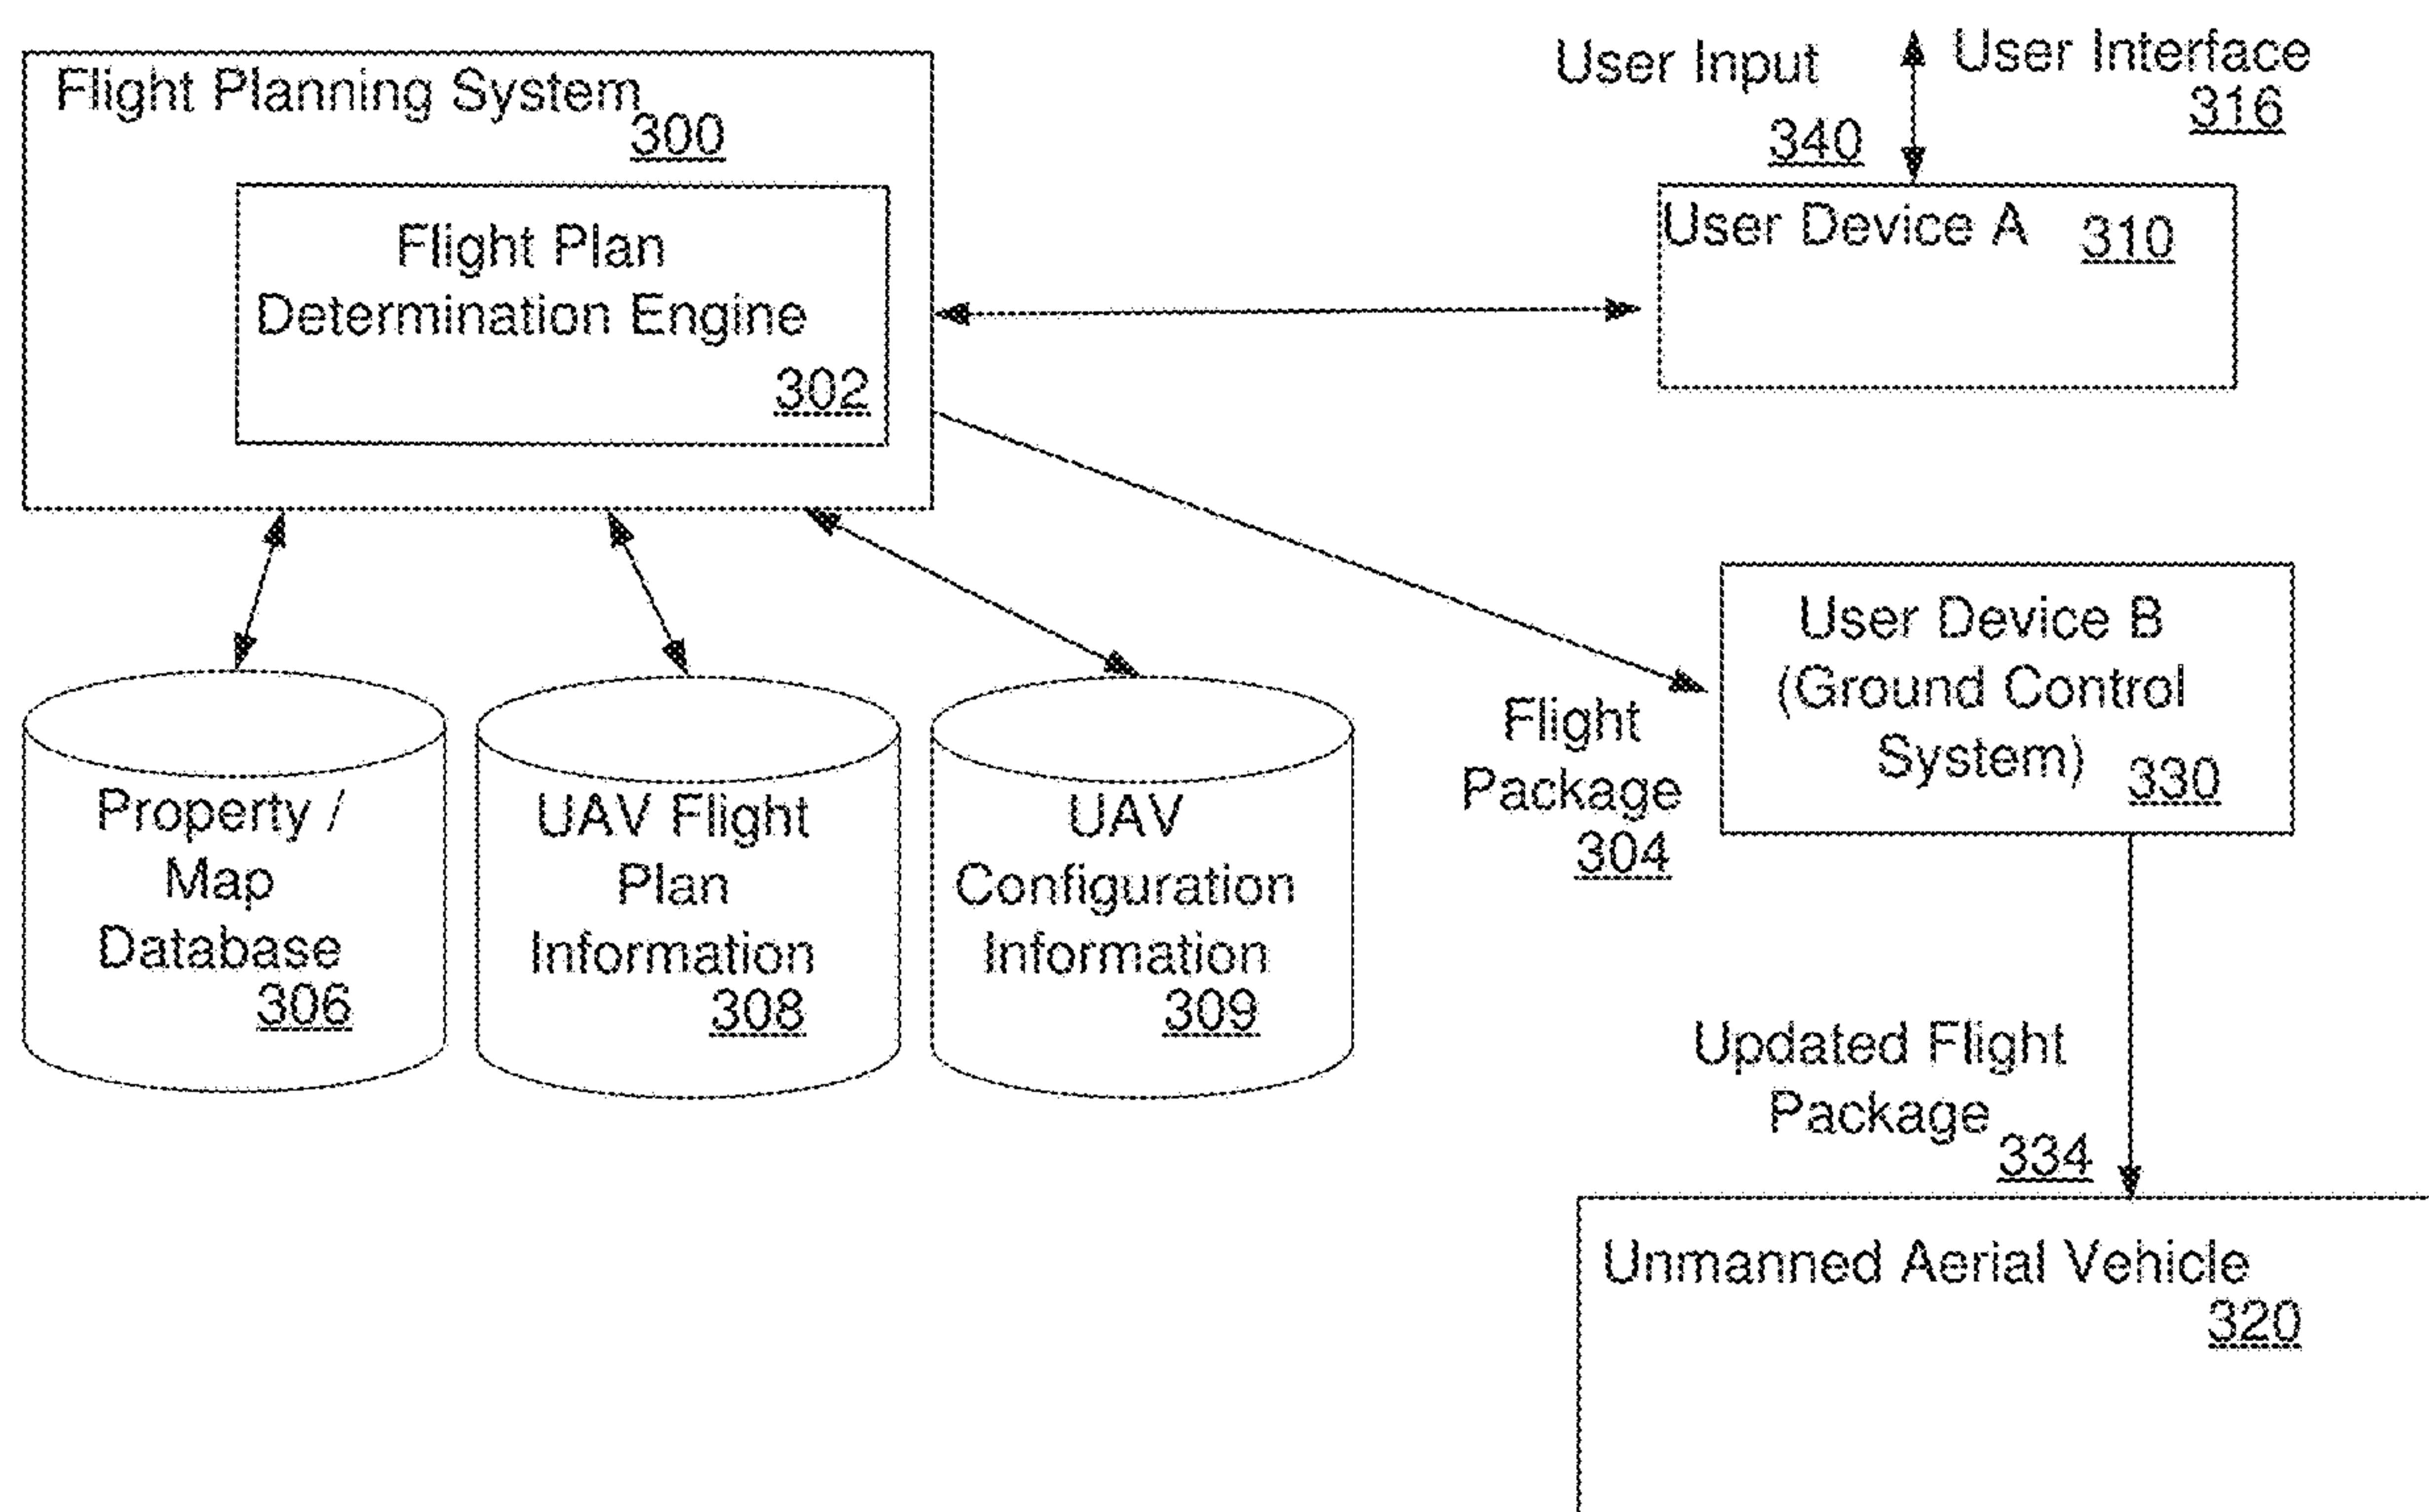 Flight Planning System
300
Flight Plan
Determination Engine
302
User Input
340
User Interface
316
User Device A 310
User Device B
(Ground Control
System) 330
Flight
Package
304
Property /
Map
Database
306
UAV Flight
Plan
Information
308
UAV
Configuration
Information
309
Updated Flight
Package
334
Unmanned Aerial Vehicle
320